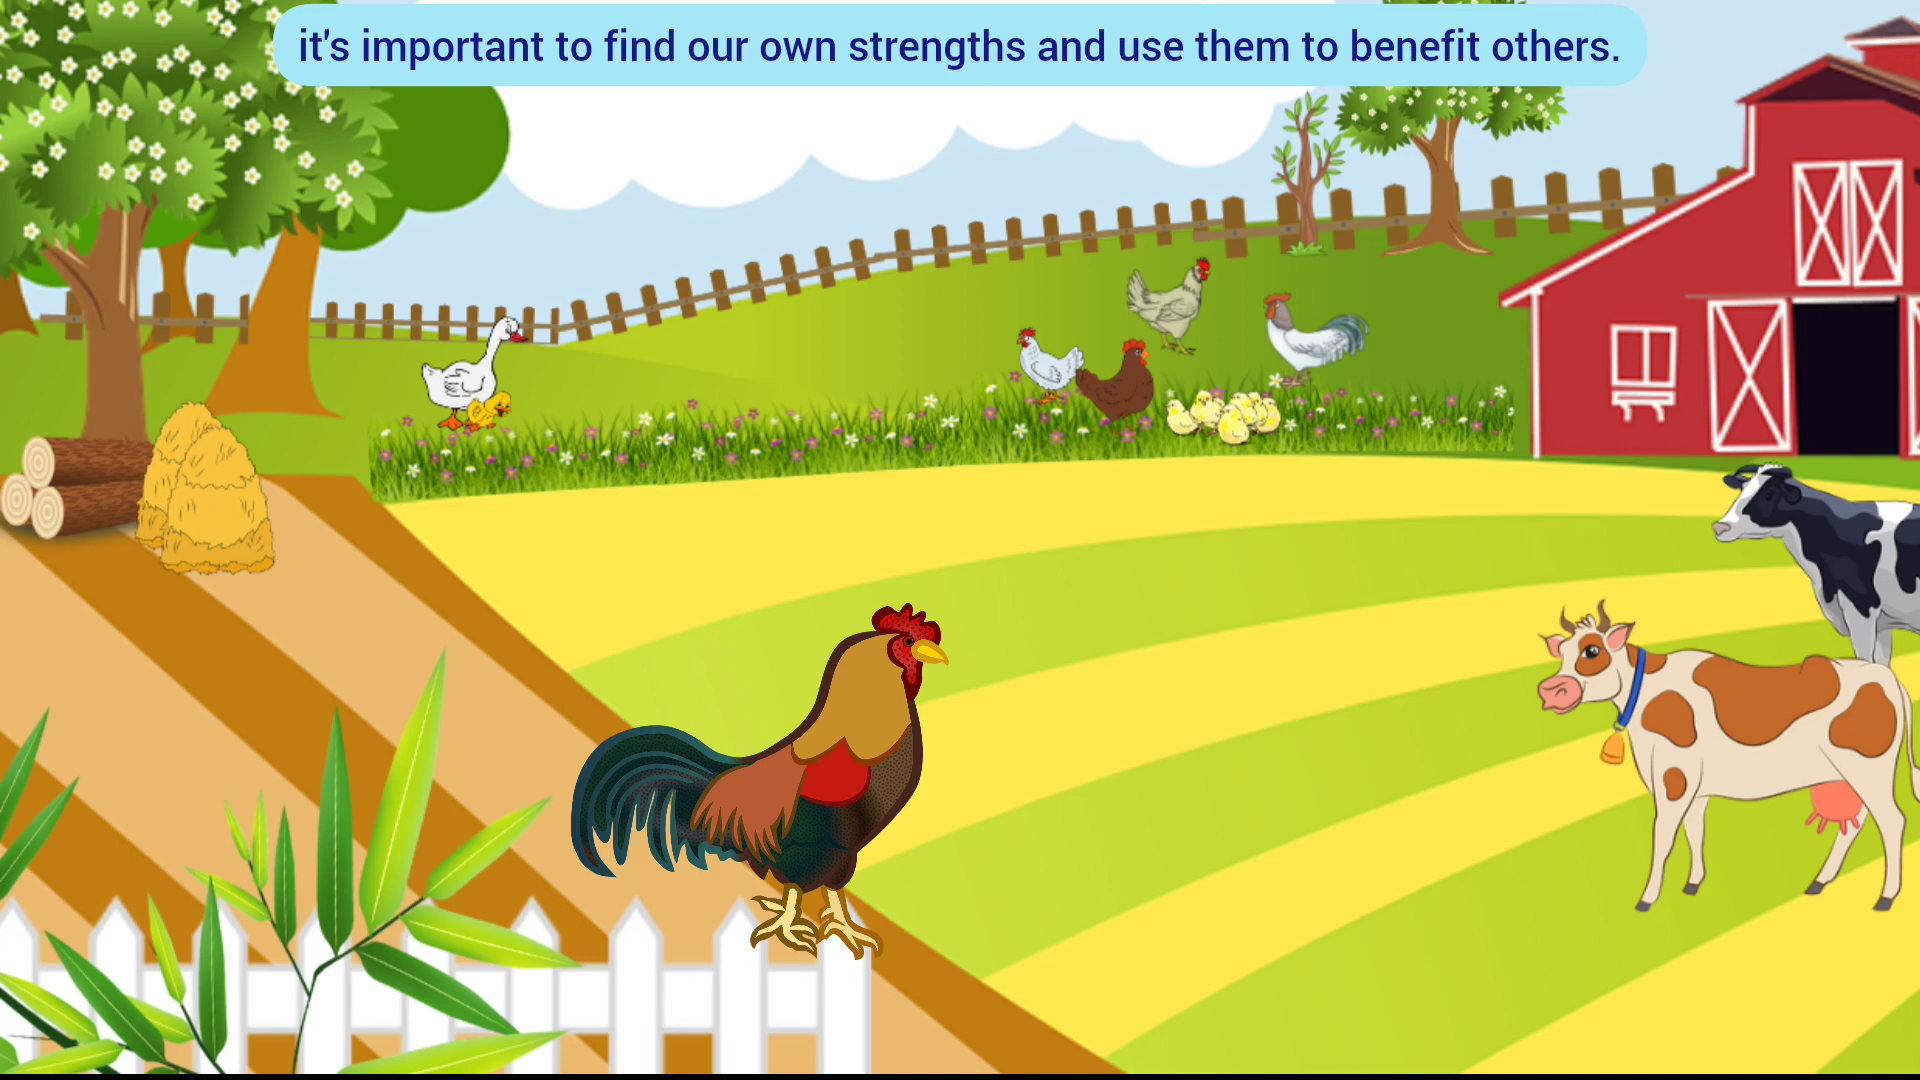 it's important to find our own strengths and use them to benefit others.